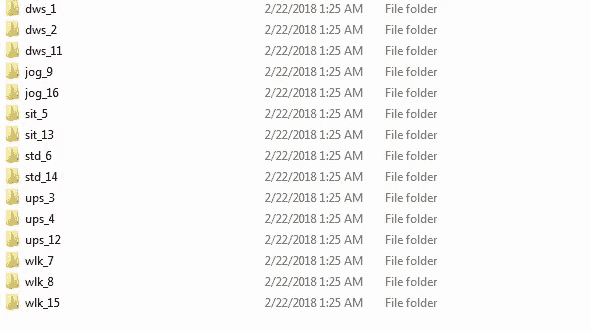 dws_1 2/22/2018 1:25 AM File folder
dws_2 2/22/2018 1:25 AM File folder
dws_11 2/22/2018 1:25 AM File folder
jog_9 2/22/2018 1:25 AM File folder
jog_16 2/22/2018 1:25 AM File folder
sit_5 2/22/2018 1:25 AM File folder
sit_13 2/22/2018 1:25 AM File folder
std_6 2/22/2018 1:25 AM File folder
std_14 2/22/2018 1:25 AM File folder
ups_3 2/22/2018 1:25 AM File folder
ups_4 2/22/2018 1:25 AM File folder
ups_12 2/22/2018 1:25 AM File folder
wlk_7 2/22/2018 1:25 AM File folder
wlk_8 2/22/2018 1:25 AM File folder
wlk_15 2/22/2018 1:25 AM File folder